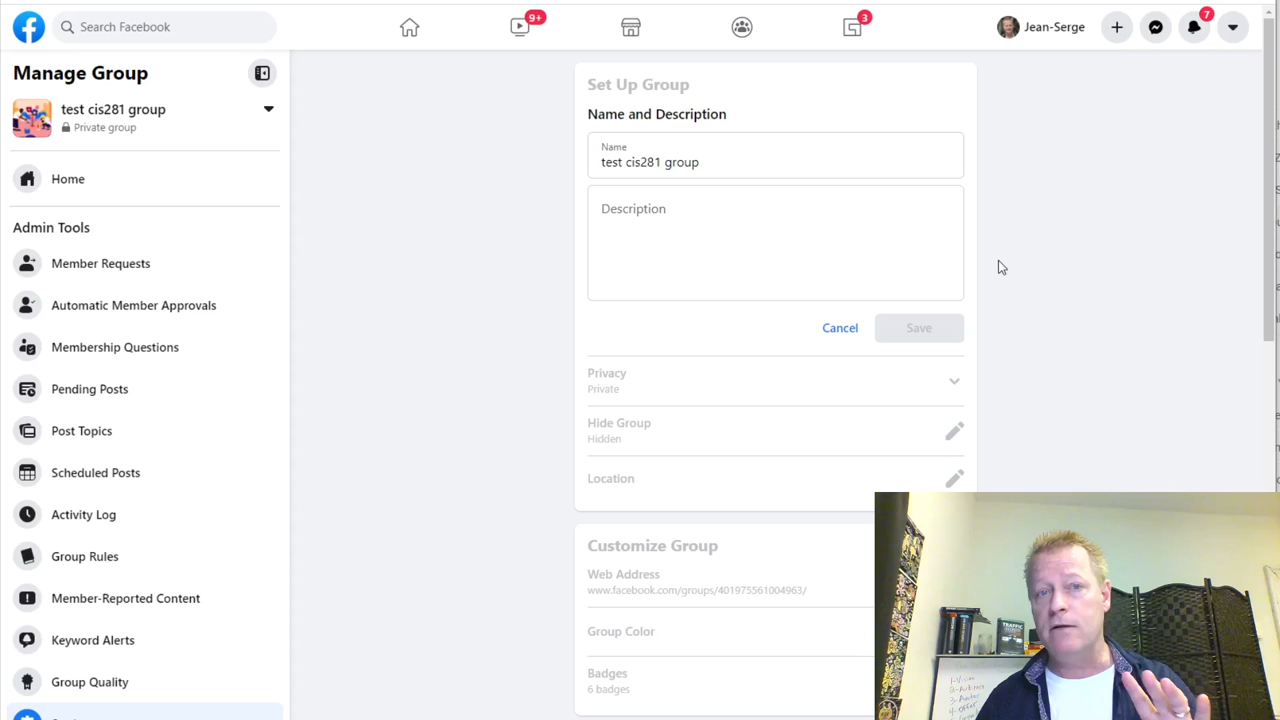 Search Facebook
9+
3
Jean-Serge
7
Manage Group
test cis281 group
Private group
Home
Admin Tools
Member Requests
Automatic Member Approvals
Membership Questions
Pending Posts
Post Topics
Scheduled Posts
Activity Log
Group Rules
Member-Reported Content
Keyword Alerts
Group Quality
Set Up Group
Name and Description
Name
test cis281 group
Description
Cancel
Save
Privacy
Private
Hide Group
Hidden
Location
Customize Group
Web Address
www.facebook.com/groups/401975561004963/
Group Color
Badges
6 badges
TRAFFIC